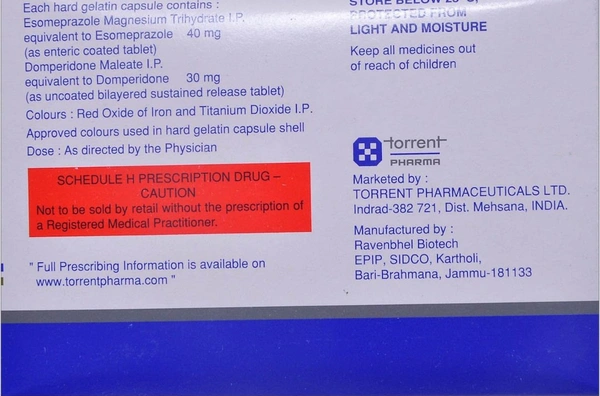 Each hard gelatin capsule contains :
Esomeprazole Magnesium Trihydrate I.P.
equivalent to Esomeprazole 40 mg
(as enteric coated tablet)
Domperidone Maleate I.P.
equivalent to Domperidone 30 mg
(as uncoated bilayered sustained release tablet)
Colours : Red Oxide of Iron and Titanium Dioxide I.P.
Approved colours used in hard gelatin capsule shell
Dose : As directed by the Physician
SCHEDULE H PRESCRIPTION DRUG –
CAUTION
Not to be sold by retail without the prescription of
a Registered Medical Practitioner.
" Full Prescribing Information is available on
www.torrentpharma.com "
STORE BELOW
PROTECTED FROM
LIGHT AND MOISTURE
Keep all medicines out
of reach of children
torrent
PHARMA
Marketed by :
TORRENT PHARMACEUTICALS LTD.
Indrad-382 721, Dist. Mehsana, INDIA.
Manufactured by :
Ravenbhel Biotech
EPIP, SIDCO, Kartholi,
Bari-Brahmana, Jammu-181133